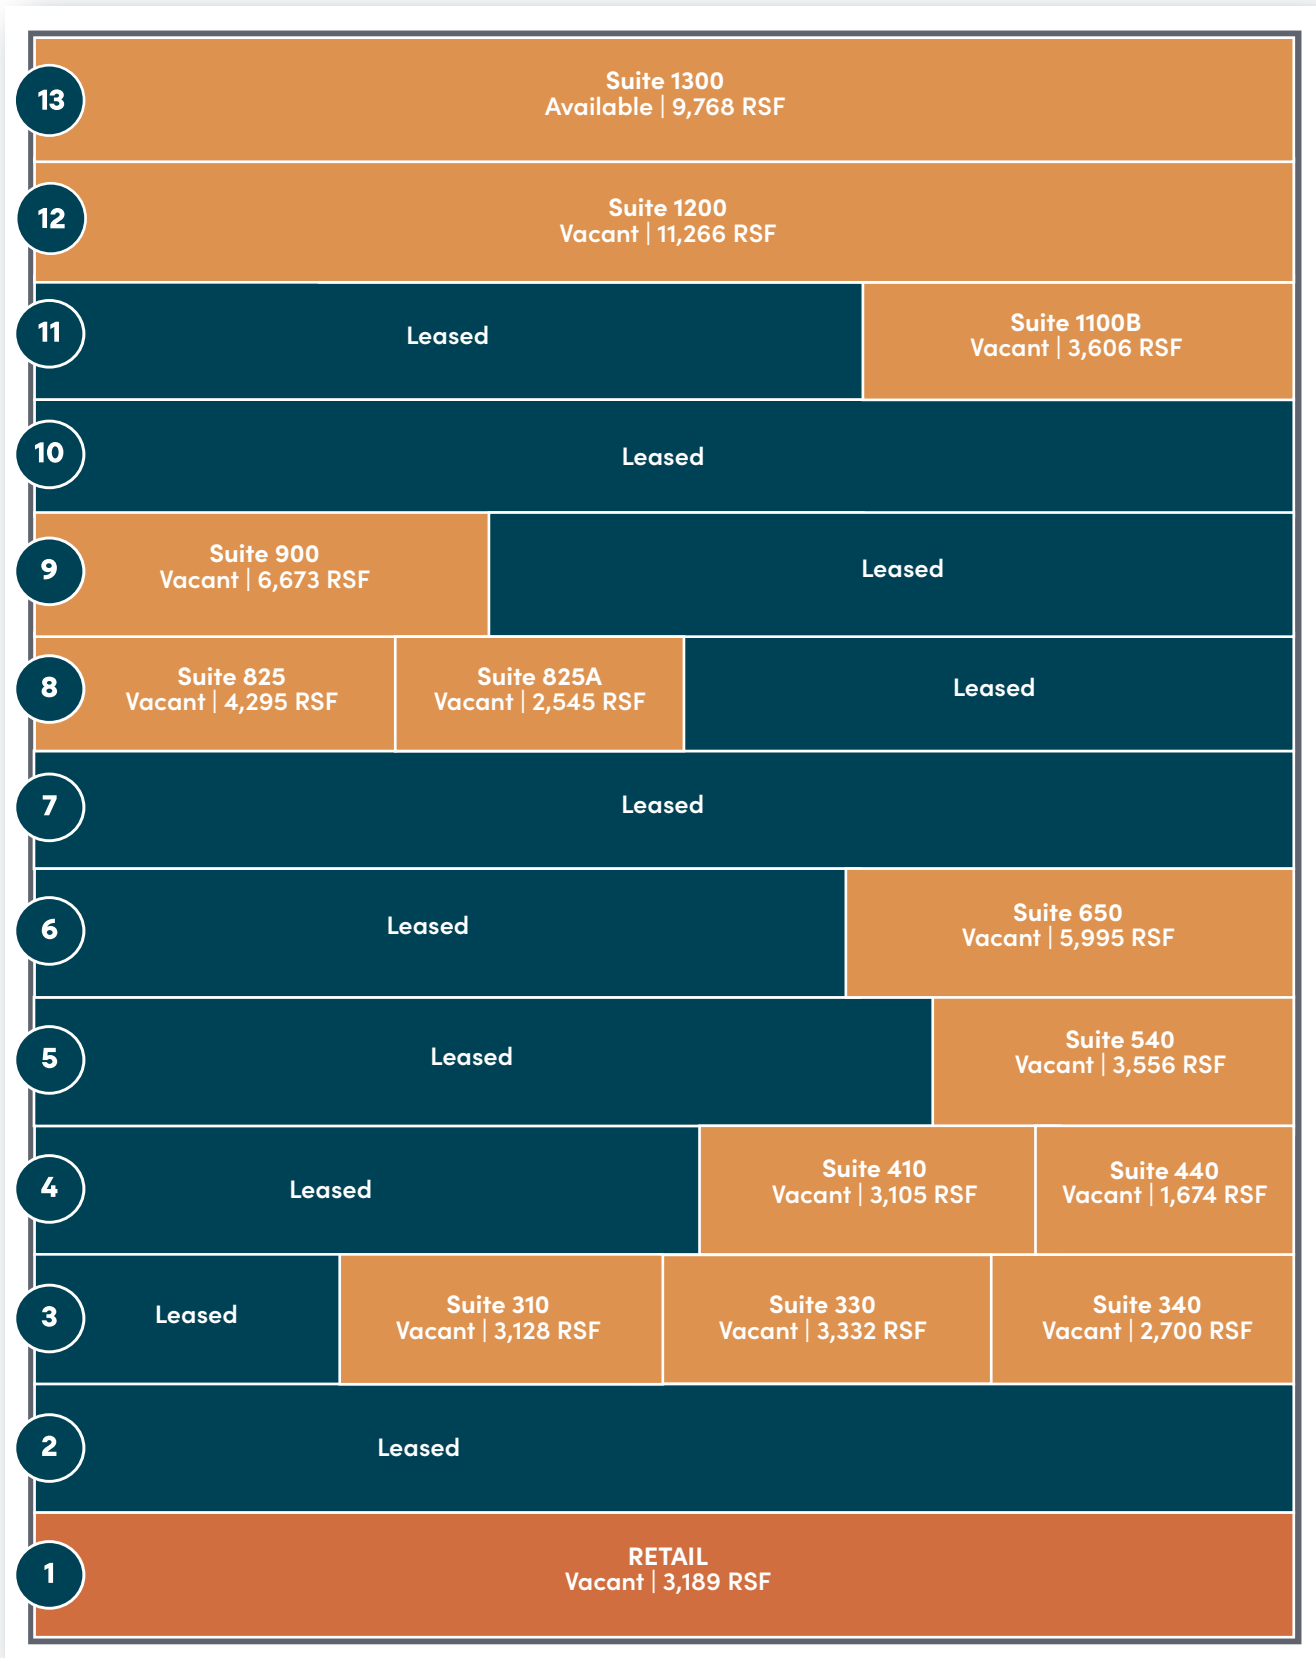 13
Suite 1300
Available | 9,768 RSF
12
Suite 1200
Vacant | 11,266 RSF
11
Leased
Suite 1100B
Vacant | 3,606 RSF
10
Leased
9
Suite 900
Vacant | 6,673 RSF
Leased
8
Suite 825
Vacant | 4,295 RSF
Suite 825A
Vacant | 2,545 RSF
Leased
7
Leased
6
Leased
Suite 650
Vacant | 5,995 RSF
5
Leased
Suite 540
Vacant | 3,556 RSF
4
Leased
Suite 410
Vacant | 3,105 RSF
Suite 440
Vacant | 1,674 RSF
3
Leased
Suite 310
Vacant | 3,128 RSF
Suite 330
Vacant | 3,332 RSF
Suite 340
Vacant | 2,700 RSF
2
Leased
1
RETAIL
Vacant | 3,189 RSF